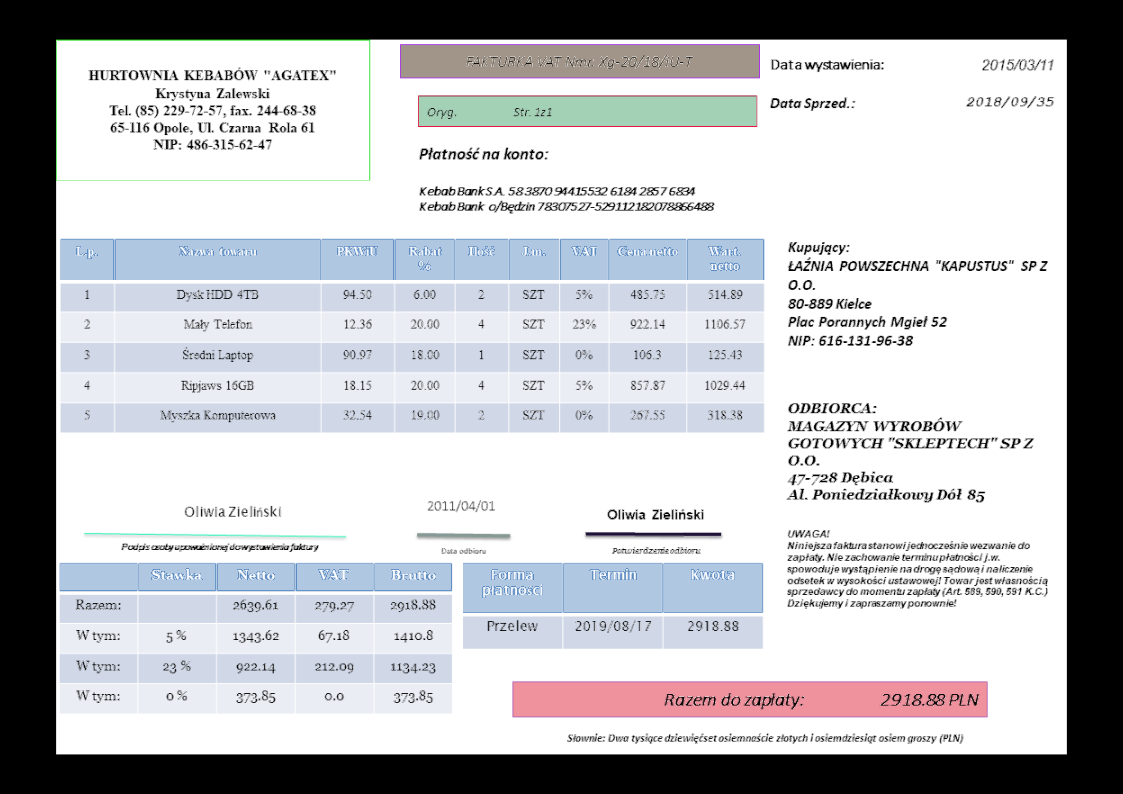 HURTOWNIA KEBABÓW "AGATEX"
Krystyna Zalewski
Tel. (85) 229-72-57, fax. 244-68-38
65-116 Opole, Ul. Czarna Rola 61
NIP: 486-315-62-47
FAKTURKA VAT Nmr. Xg-20/18/IU-T
Oryg. Str. 1z1
Data wystawienia: 2015/03/11
Data Sprzed.: 2018/09/35
Płatność na konto:
Kebab Bank S.A. 58 3870 94415532 6184 2857 6834
Kebab Bank o/Będzin 78307527-529112182078866488
L.p. Nazwa towaru PKWiU Rabat % Ilość J.m. VAT Cena netto Wart. netto
1 Dysk HDD 4TB 94.50 6.00 2 SZT 5% 485.75 514.89
2 Mały Telefon 12.36 20.00 4 SZT 23% 922.14 1106.57
3 Średni Laptop 90.97 18.00 1 SZT 0% 106.3 125.43
4 Ripjaws 16GB 18.15 20.00 4 SZT 5% 857.87 1029.44
5 Myszka Komputerowa 32.54 19.00 2 SZT 0% 267.55 318.38
Kupujący:
ŁAŹNIA POWSZECHNA "KAPUSTUS" SP Z
O.O.
80-889 Kielce
Plac Porannych Mgieł 52
NIP: 616-131-96-38
ODBIORCA:
MAGAZYN WYROBÓW
GOTOWYCH "SKLEPTECH" SP Z
O.O.
47-728 Dębica
Al. Poniedziałkowy Dół 85
Oliwia Zieliński
Podpis osoby upoważnionej do wystawienia faktury
2011/04/01
Data odbioru
Oliwia Zieliński
Potwierdzenie odbioru
UWAGA!
Niniejsza faktura stanowi jednocześnie wezwanie do
zapłaty. Nie zachowanie terminu płatności j.w.
spowoduje wystąpienie na drogę sądową i naliczenie
odsetek w wysokości ustawowej! Towar jest własnością
sprzedawcy do momentu zapłaty (Art. 589, 590, 591 K.C.)
Dziękujemy i zapraszamy ponownie!
Stawka Netto VAT Brutto
Razem: 2639.61 279.27 2918.88
W tym: 5 % 1343.62 67.18 1410.8
W tym: 23 % 922.14 212.09 1134.23
W tym: 0 % 373.85 0.0 373.85
Forma płatności Termin Kwota
Przelew 2019/08/17 2918.88
Razem do zapłaty: 2918.88 PLN
Słownie: Dwa tysiące dziewięćset osiemnaście złotych i osiemdziesiąt osiem groszy (PLN)